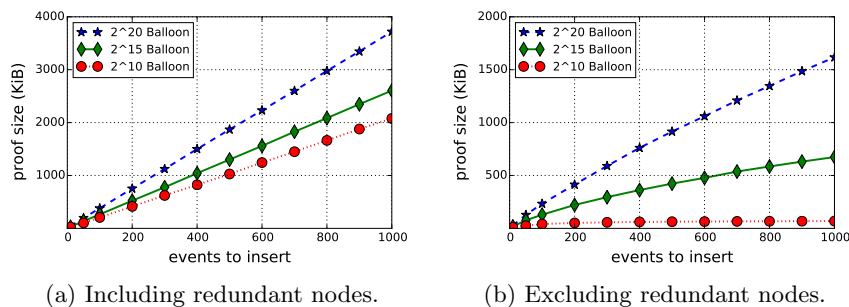 4000
3000
2000
1000
proof size (KiB)
2^20 Balloon
2^15 Balloon
2^10 Balloon
0 200 400 600 800 1000
events to insert
(a) Including redundant nodes.
2000
1500
1000
500
proof size (KiB)
2^20 Balloon
2^15 Balloon
2^10 Balloon
0 200 400 600 800 1000
events to insert
(b) Excluding redundant nodes.